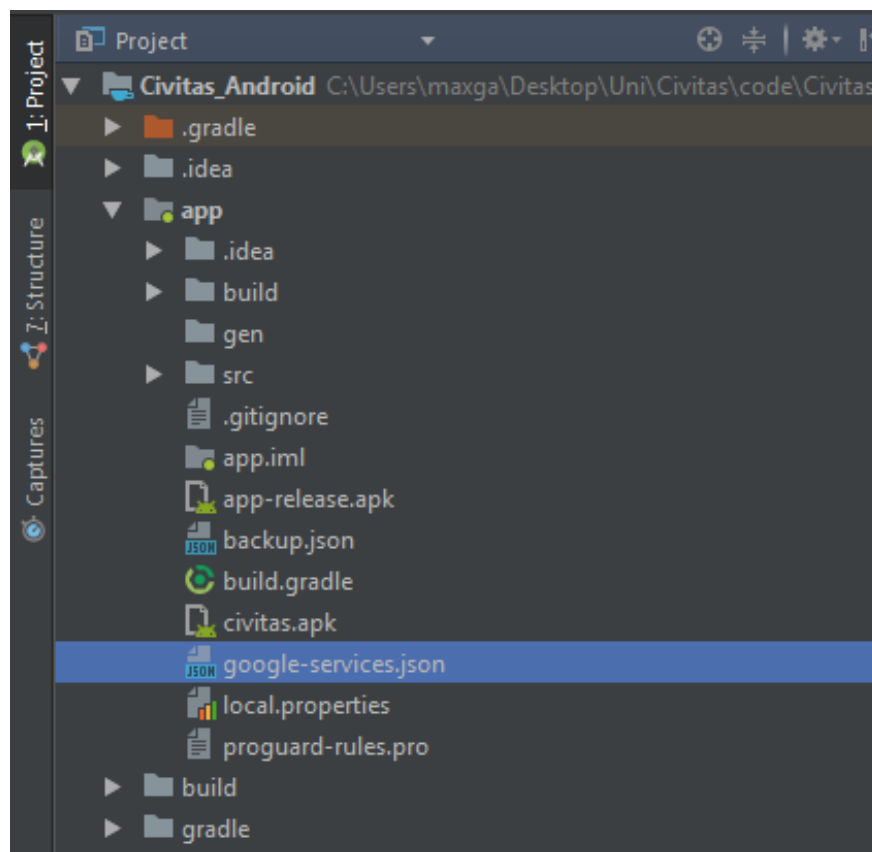 Project
Civitas_Android C:\Users\maxga\Desktop\Uni\Civitas\code\Civitas
.gradle
.idea
app
.idea
build
gen
src
.gitignore
app.iml
app-release.apk
JSON backup.json
build.gradle
civitas.apk
JSON google-services.json
local.properties
proguard-rules.pro
build
gradle
1: Project
7: Structure
Captures